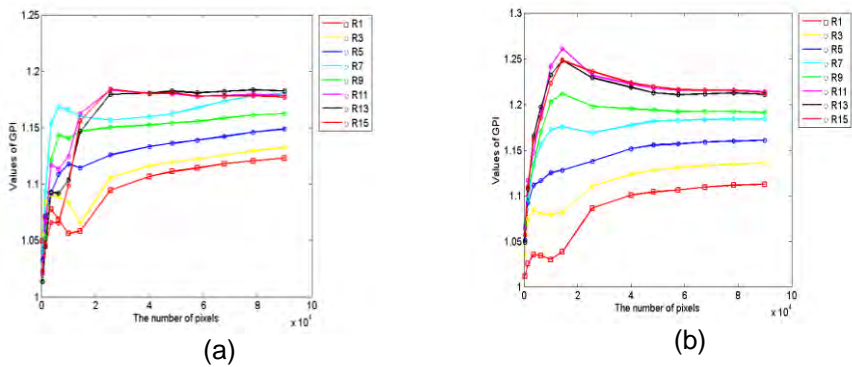 1.25
1.2
1.15
1.1
1.05
1
0 2 4 6 8 10
x 10⁴
Values of GPI
The number of pixels
R1
R3
R5
R7
R9
R11
R13
R15
(a)
1.3
1.25
1.2
1.15
1.1
1.05
1
0 2 4 6 8 10
x 10⁴
Values of GPI
The number of pixels
R1
R3
R5
R7
R9
R11
R13
R15
(b)